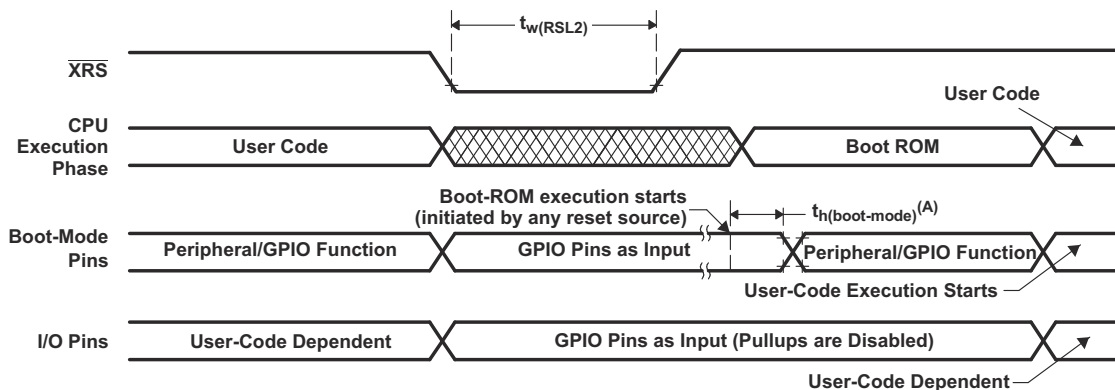 tw(RSL2)
XRS
User Code
CPU
Execution
Phase
User Code
Boot ROM
Boot-ROM execution starts
(initiated by any reset source)
th(boot-mode)(A)
Boot-Mode
Pins
Peripheral/GPIO Function
GPIO Pins as Input
Peripheral/GPIO Function
User-Code Execution Starts
I/O Pins
User-Code Dependent
GPIO Pins as Input (Pullups are Disabled)
User-Code Dependent